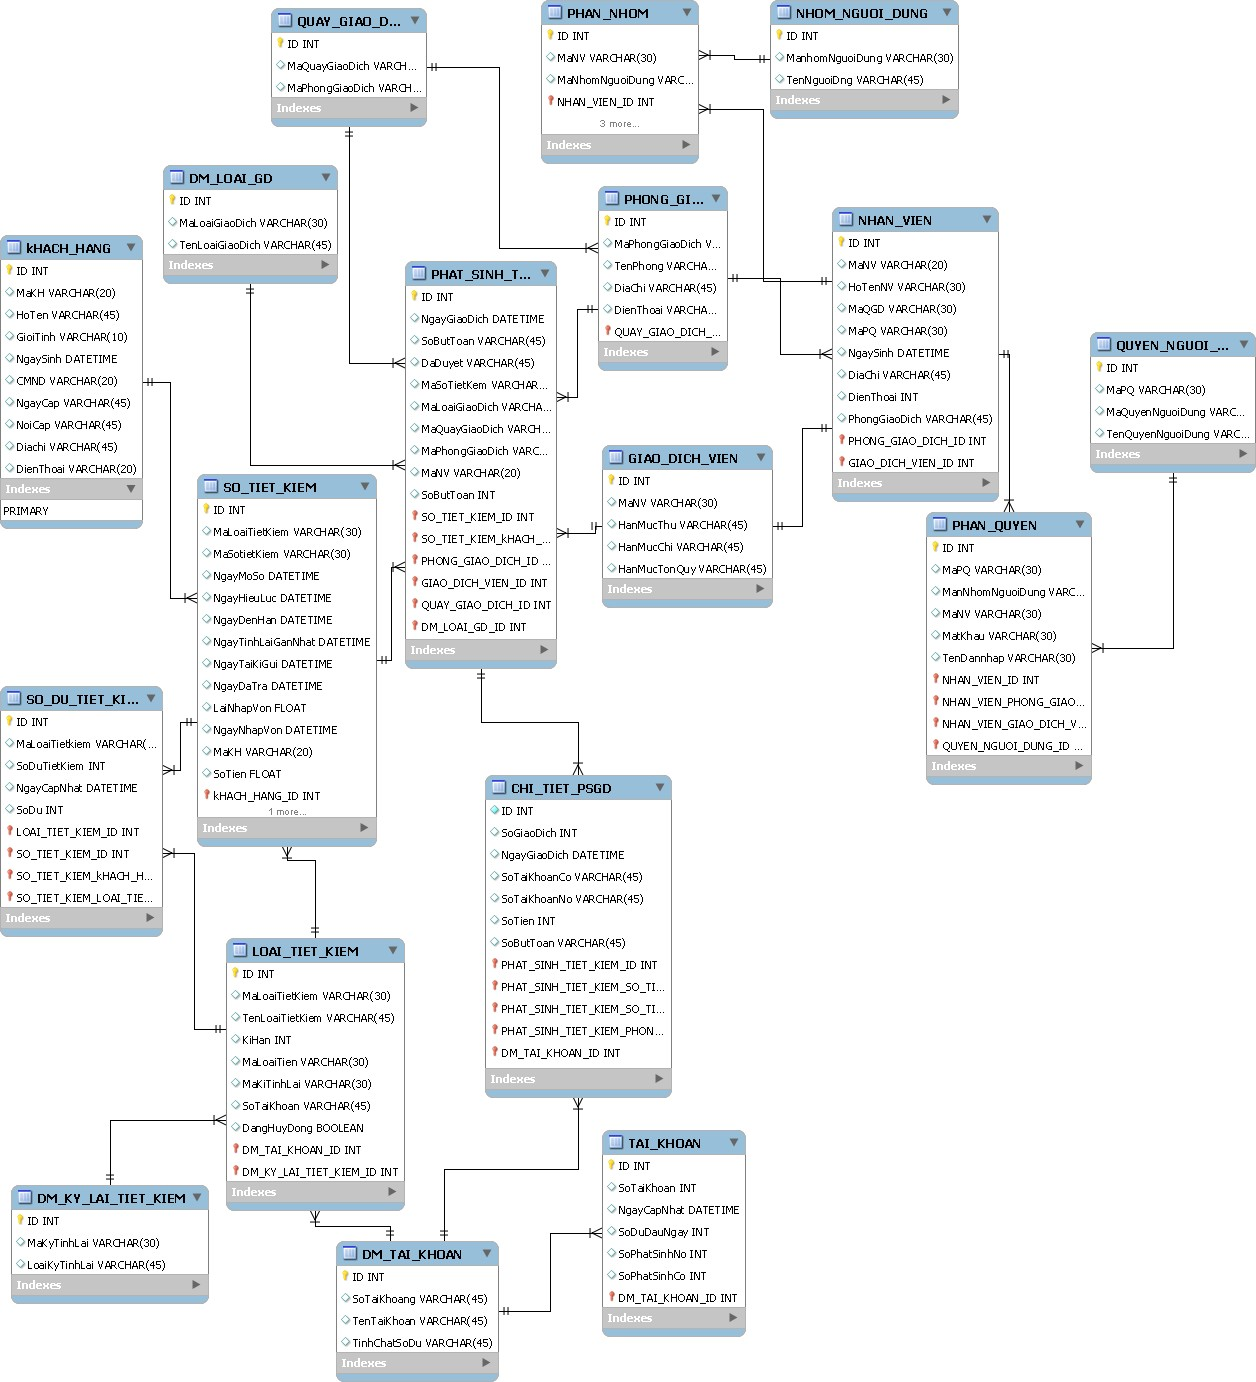 QUAY_GIAO_D...
ID INT
MaQuayGiaoDich VARCH...
MaPhongGiaoDich VARCH...
Indexes
PHAN_NHOM
ID INT
MaNV VARCHAR(30)
MaNhomNguoiDung VARC...
NHAN_VIEN_ID INT
3 more...
Indexes
NHOM_NGUOI_DUNG
ID INT
ManhomNguoiDung VARCHAR(30)
TenNguoiDng VARCHAR(45)
Indexes
DM_LOAI_GD
ID INT
MaLoaiGiaoDich VARCHAR(30)
TenLoaiGiaoDich VARCHAR(45)
Indexes
PHONG_GI...
ID INT
MaPhongGiaoDich V...
TenPhong VARCHA...
DiaChi VARCHAR(45)
DienThoai VARCHA...
QUAY_GIAO_DICH_...
Indexes
NHAN_VIEN
ID INT
MaNV VARCHAR(20)
HoTenNV VARCHAR(30)
MaQGD VARCHAR(30)
MaPQ VARCHAR(30)
NgaySinh DATETIME
DiaChi VARCHAR(45)
DienThoai INT
PhongGiaoDich VARCHAR(45)
PHONG_GIAO_DICH_ID INT
GIAO_DICH_VIEN_ID INT
Indexes
kHACH_HANG
ID INT
MaKH VARCHAR(20)
HoTen VARCHAR(45)
GioiTinh VARCHAR(10)
NgaySinh DATETIME
CMND VARCHAR(20)
NgayCap VARCHAR(45)
NoiCap VARCHAR(45)
Diachi VARCHAR(45)
DienThoai VARCHAR(20)
Indexes
PRIMARY
PHAT_SINH_T...
ID INT
NgayGiaoDich DATETIME
SoButToan VARCHAR(45)
DaDuyet VARCHAR(45)
MaSoTietKem VARCHAR...
MaLoaiGiaoDich VARCHA...
MaQuayGiaoDich VARCH...
MaPhongGiaoDich VARC...
MaNV VARCHAR(20)
SoButToan INT
SO_TIET_KIEM_ID INT
SO_TIET_KIEM_kHACH_...
PHONG_GIAO_DICH_ID ...
GIAO_DICH_VIEN_ID INT
QUAY_GIAO_DICH_ID INT
DM_LOAI_GD_ID INT
Indexes
QUYEN_NGUOI_...
ID INT
MaPQ VARCHAR(30)
MaQuyenNguoiDung VARC...
TenQuyenNguoiDung VARC...
Indexes
GIAO_DICH_VIEN
ID INT
MaNV VARCHAR(30)
HanMucThu VARCHAR(45)
HanMucChi VARCHAR(45)
HanMucTonQuy VARCHAR(45)
Indexes
SO_TIET_KIEM
ID INT
MaLoaiTietKiem VARCHAR(30)
MaSotietKiem VARCHAR(30)
NgayMoSo DATETIME
NgayHieuLuc DATETIME
NgayDenHan DATETIME
NgayTinhLaiGanNhat DATETIME
NgayTaiKiGui DATETIME
NgayDaTra DATETIME
LaiNhapVon FLOAT
NgayNhapVon DATETIME
MaKH VARCHAR(20)
SoTien FLOAT
kHACH_HANG_ID INT
1 more...
Indexes
PHAN_QUYEN
ID INT
MaPQ VARCHAR(30)
ManNhomNguoiDung VARC...
MaNV VARCHAR(30)
MatKhau VARCHAR(30)
TenDannhap VARCHAR(30)
NHAN_VIEN_ID INT
NHAN_VIEN_PHONG_GIAO...
NHAN_VIEN_GIAO_DICH_V...
QUYEN_NGUOI_DUNG_ID ...
Indexes
SO_DU_TIET_KI...
ID INT
MaLoaiTietkiem VARCHAR(...
SoDuTietKiem INT
NgayCapNhat DATETIME
SoDu INT
LOAI_TIET_KIEM_ID INT
SO_TIET_KIEM_ID INT
SO_TIET_KIEM_kHACH_H...
SO_TIET_KIEM_LOAI_TIE...
Indexes
CHI_TIET_PSGD
ID INT
SoGiaoDich INT
NgayGiaoDich DATETIME
SoTaiKhoanCo VARCHAR(45)
SoTaiKhoanNo VARCHAR(45)
SoTien INT
SoButToan VARCHAR(45)
PHAT_SINH_TIET_KIEM_ID INT
PHAT_SINH_TIET_KIEM_SO_TI...
PHAT_SINH_TIET_KIEM_SO_TI...
PHAT_SINH_TIET_KIEM_PHON...
DM_TAI_KHOAN_ID INT
Indexes
LOAI_TIET_KIEM
ID INT
MaLoaiTietKiem VARCHAR(30)
TenLoaiTietKiem VARCHAR(45)
KiHan INT
MaLoaiTien VARCHAR(30)
MaKiTinhLai VARCHAR(30)
SoTaiKhoan VARCHAR(45)
DangHuyDong BOOLEAN
DM_TAI_KHOAN_ID INT
DM_KY_LAI_TIET_KIEM_ID INT
Indexes
TAI_KHOAN
ID INT
SoTaiKhoan INT
NgayCapNhat DATETIME
SoDuDauNgay INT
SoPhatSinhNo INT
SoPhatSinhCo INT
DM_TAI_KHOAN_ID INT
Indexes
DM_KY_LAI_TIET_KIEM
ID INT
MaKyTinhLai VARCHAR(30)
LoaiKyTinhLai VARCHAR(45)
Indexes
DM_TAI_KHOAN
ID INT
SoTaiKhoang VARCHAR(45)
TenTaiKhoan VARCHAR(45)
TinhChatSoDu VARCHAR(45)
Indexes